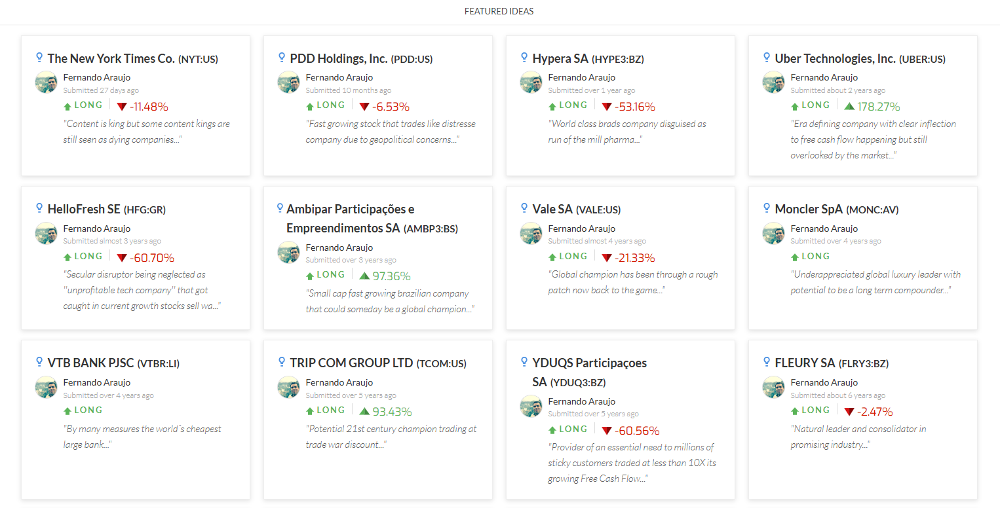 FEATURED IDEAS
The New York Times Co. (NYT:US)
Fernando Araujo
Submitted 27 days ago
LONG -11.48%
"Content is king but some content kings are
still seen as dying companies..."
PDD Holdings, Inc. (PDD:US)
Fernando Araujo
Submitted 10 months ago
LONG -6.53%
"Fast growing stock that trades like distresse
company due to geopolitical concerns..."
Hypera SA (HYPE3:BZ)
Fernando Araujo
Submitted over 1 year ago
LONG -53.16%
"World class brads company disguised as
run of the mill pharma..."
Uber Technologies, Inc. (UBER:US)
Fernando Araujo
Submitted about 2 years ago
LONG 178.27%
"Era defining company with clear inflection
to free cash flow happening but still
overlooked by the market..."
HelloFresh SE (HFG:GR)
Fernando Araujo
Submitted almost 3 years ago
LONG -60.70%
"Secular disruptor being neglected as
"unprofitable tech company" that got
caught in current growth stocks sell wa..."
Ambipar Participações e
Empreendimentos SA (AMBP3:BS)
Fernando Araujo
Submitted over 3 years ago
LONG 97.36%
"Small cap fast growing brazilian company
that could someday be a global champion..."
Vale SA (VALE:US)
Fernando Araujo
Submitted almost 4 years ago
LONG -21.33%
"Global champion has been through a rough
patch now back to the game..."
Moncler SpA (MONC:AV)
Fernando Araujo
Submitted over 4 years ago
LONG
"Underappreciated global luxury leader with
potential to be a long term compounder..."
VTB BANK PJSC (VTBR:LI)
Fernando Araujo
Submitted over 4 years ago
LONG
"By many measures the world´s cheapest
large bank..."
TRIP COM GROUP LTD (TCOM:US)
Fernando Araujo
Submitted over 5 years ago
LONG 93.43%
"Potential 21st century champion trading at
trade war discount..."
YDUQS Participaçoes
SA (YDUQ3:BZ)
Fernando Araujo
Submitted over 5 years ago
LONG -60.56%
"Provider of an essential need to millions of
sticky customers traded at less than 10X its
growing Free Cash Flow..."
FLEURY SA (FLRY3:BZ)
Fernando Araujo
Submitted about 6 years ago
LONG -2.47%
"Natural leader and consolidator in
promising industry..."